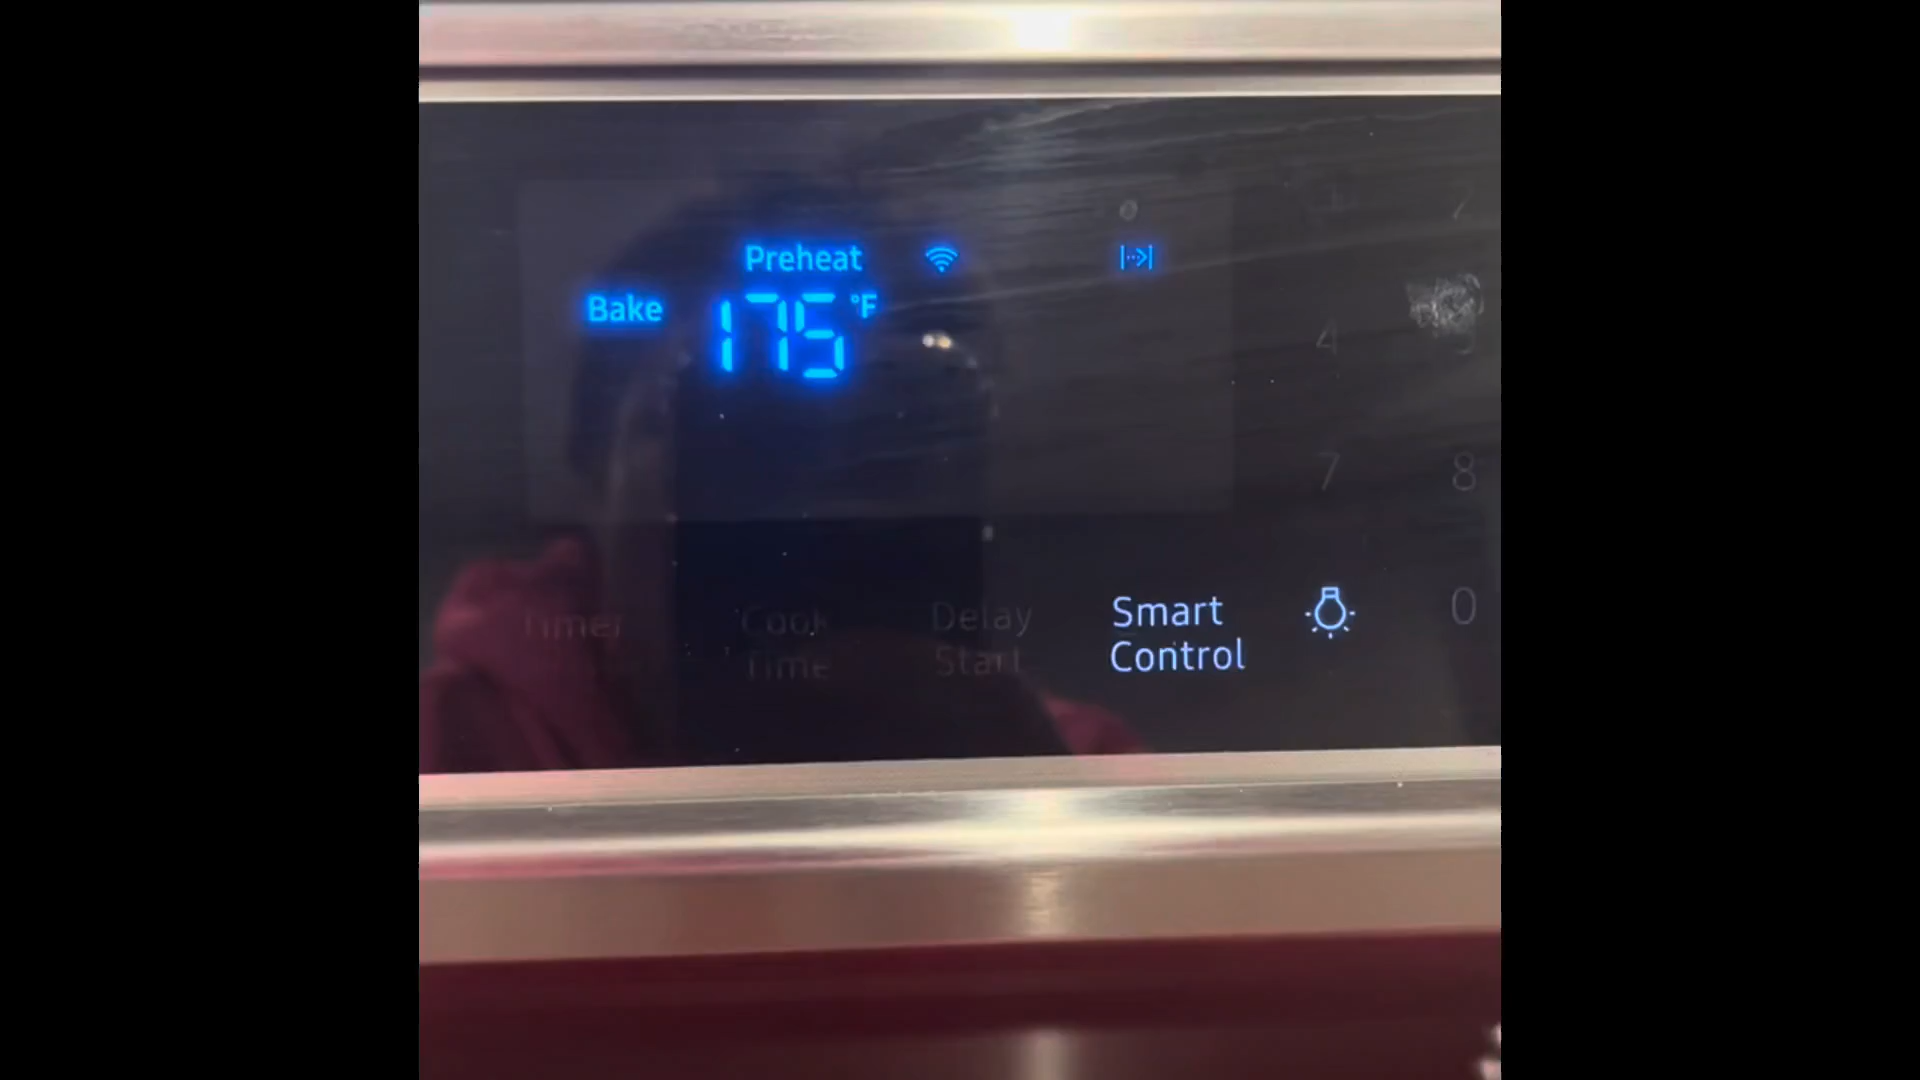 Preheat
Bake 175 °F
4
7 8
Timer Cook Time Delay Start Smart Control 0